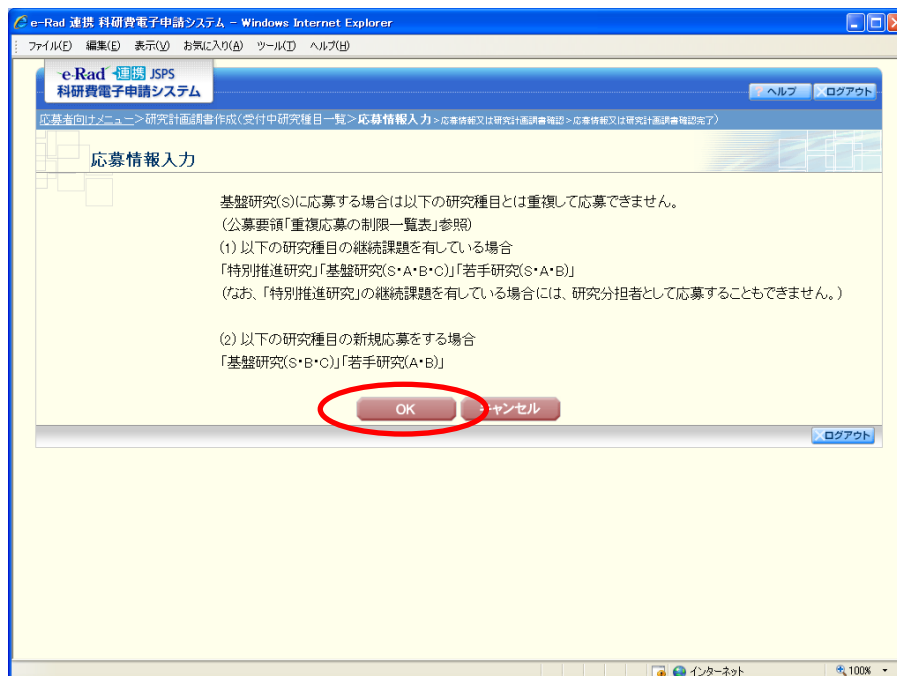 e-Rad 連携 科研費電子申請システム - Windows Internet Explorer
ファイル(F) 編集(E) 表示(V) お気に入り(A) ツール(T) ヘルプ(H)
e-Rad 連携 JSPS
科研費電子申請システム
? ヘルプ ×ログアウト
応募者向けメニュー>研究計画調書作成(受付中研究種目一覧>応募情報入力>応募情報又は研究計画調書確認>応募情報又は研究計画調書確認完了)
応募情報入力
基盤研究(S)に応募する場合は以下の研究種目とは重複して応募できません。
(公募要領「重複応募の制限一覧表」参照)
(1) 以下の研究種目の継続課題を有している場合
「特別推進研究」「基盤研究(S・A・B・C)」「若手研究(S・A・B)」
(なお、「特別推進研究」の継続課題を有している場合には、研究分担者として応募することもできません。)
(2) 以下の研究種目の新規応募をする場合
「基盤研究(S・B・C)」「若手研究(A・B)」
OK キャンセル
×ログアウト
インターネット 100%